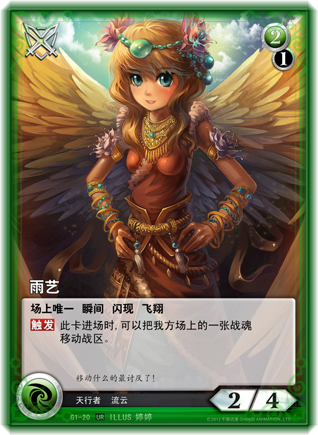 2
1
雨艺
场上唯一 瞬间 闪现 飞翔
触发 此卡进场时,可以把我方场上的一张战魂
移动战区。
移动什么的最讨厌了!
天行者 流云
2/4
01-20 UR ILLUS 婷婷